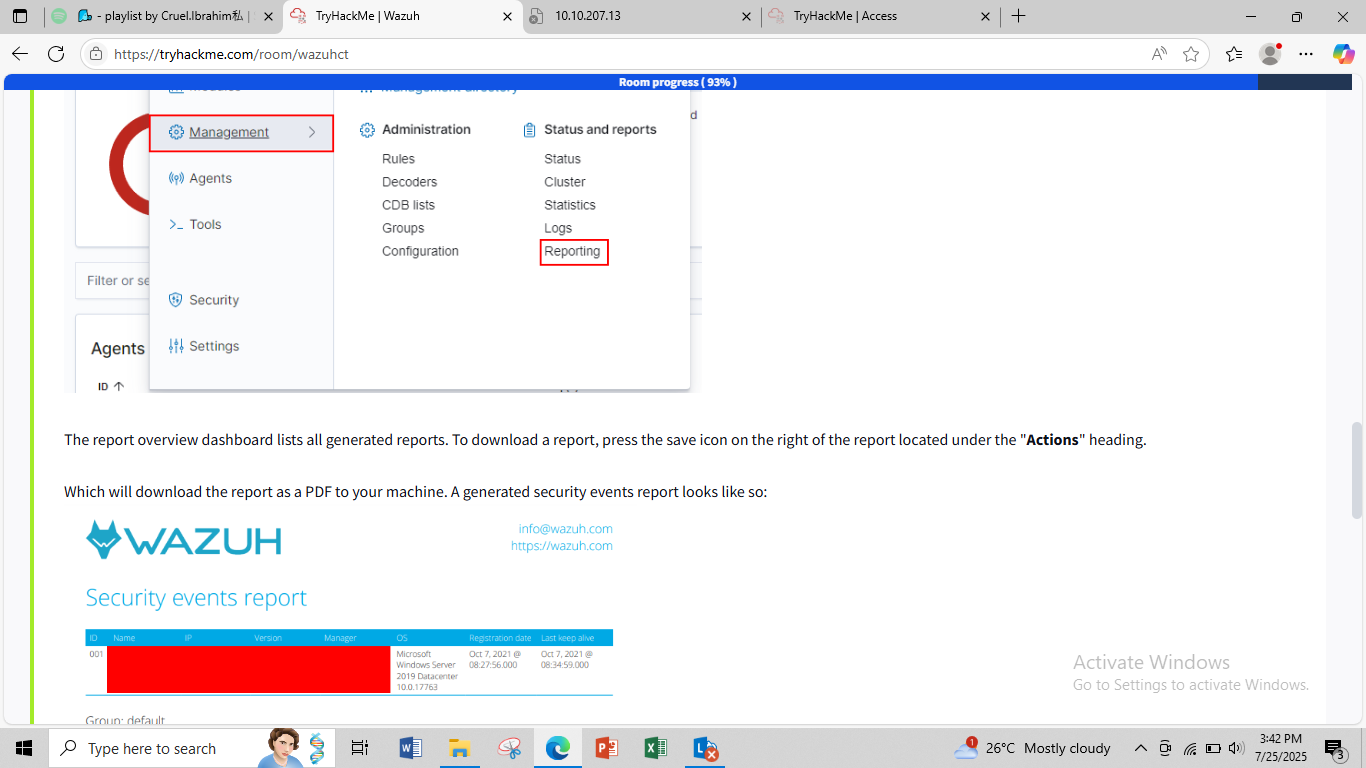 - playlist by Cruel.Ibrahim私 |
TryHackMe | Wazuh
10.10.207.13
TryHackMe | Access
https://tryhackme.com/room/wazuhct
Room progress ( 93% )
Management directory
Management
Administration
Status and reports
d
Rules
Status
Agents
Decoders
Cluster
CDB lists
Statistics
Tools
Groups
Logs
Configuration
Reporting
Filter or se
Security
Agents
Settings
ID
The report overview dashboard lists all generated reports. To download a report, press the save icon on the right of the report located under the "Actions" heading.
Which will download the report as a PDF to your machine. A generated security events report looks like so:
WAZUH
info@wazuh.com
https://wazuh.com
Security events report
ID Name IP Version Manager OS Registration date Last keep alive
001 Microsoft Oct 7, 2021 @ Oct 7, 2021 @
Windows Server 08:27:56.000 08:34:59.000
2019 Datacenter
10.0.17763
Group: default
Activate Windows
Go to Settings to activate Windows.
Type here to search
26°C Mostly cloudy
3:42 PM
7/25/2025
1
3